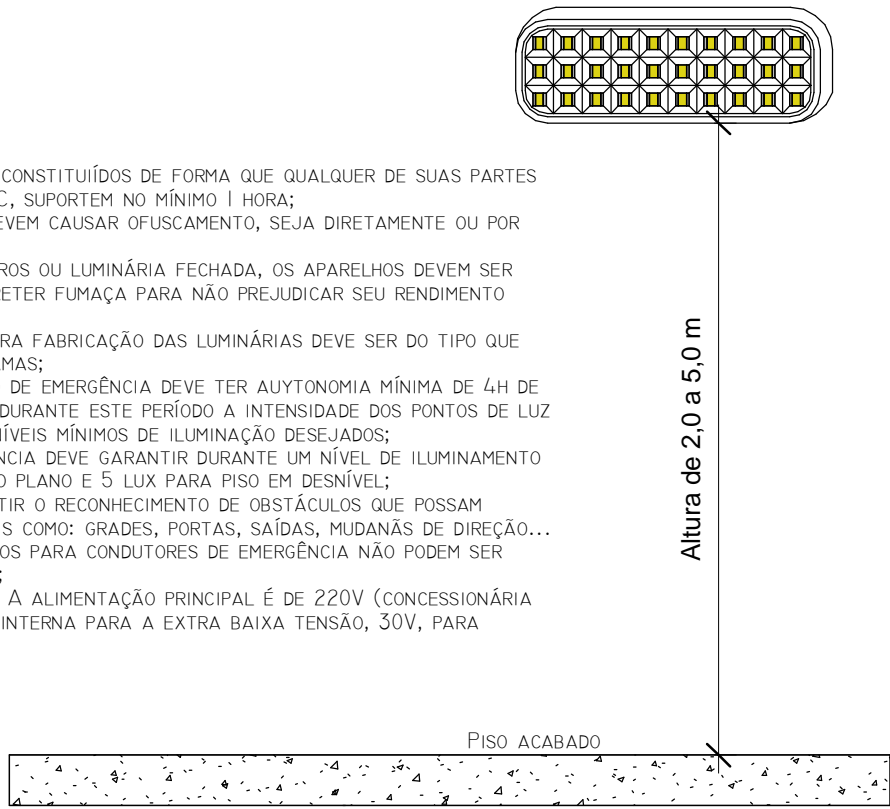 CONSTITUIÍDOS DE FORMA QUE QUALQUER DE SUAS PARTES
C, SUPORTEM NO MÍNIMO 1 HORA;
EVEM CAUSAR OFUSCAMENTO, SEJA DIRETAMENTE OU POR
ROS OU LUMINÁRIA FECHADA, OS APARELHOS DEVEM SER
RETER FUMAÇA PARA NÃO PREJUDICAR SEU RENDIMENTO
RA FABRICAÇÃO DAS LUMINÁRIAS DEVE SER DO TIPO QUE
MAS;
DE EMERGÊNCIA DEVE TER AUYTONOMIA MÍNIMA DE 4H DE
DURANTE ESTE PERÍODO A INTENSIDADE DOS PONTOS DE LUZ
NÍVEIS MÍNIMOS DE ILUMINAÇÃO DESEJADOS;
NCIA DEVE GARANTIR DURANTE UM NÍVEL DE ILUMINAMENTO
O PLANO E 5 LUX PARA PISO EM DESNÍVEL;
TIR O RECONHECIMENTO DE OBSTÁCULOS QUE POSSAM
IS COMO: GRADES, PORTAS, SAÍDAS, MUDANÃS DE DIREÇÃO...
OS PARA CONDUTORES DE EMERGÊNCIA NÃO PODEM SER
;
A ALIMENTAÇÃO PRINCIPAL É DE 220V (CONCESSIONÁRIA
INTERNA PARA A EXTRA BAIXA TENSÃO, 30V, PARA
Altura de 2,0 a 5,0 m
PISO ACABADO